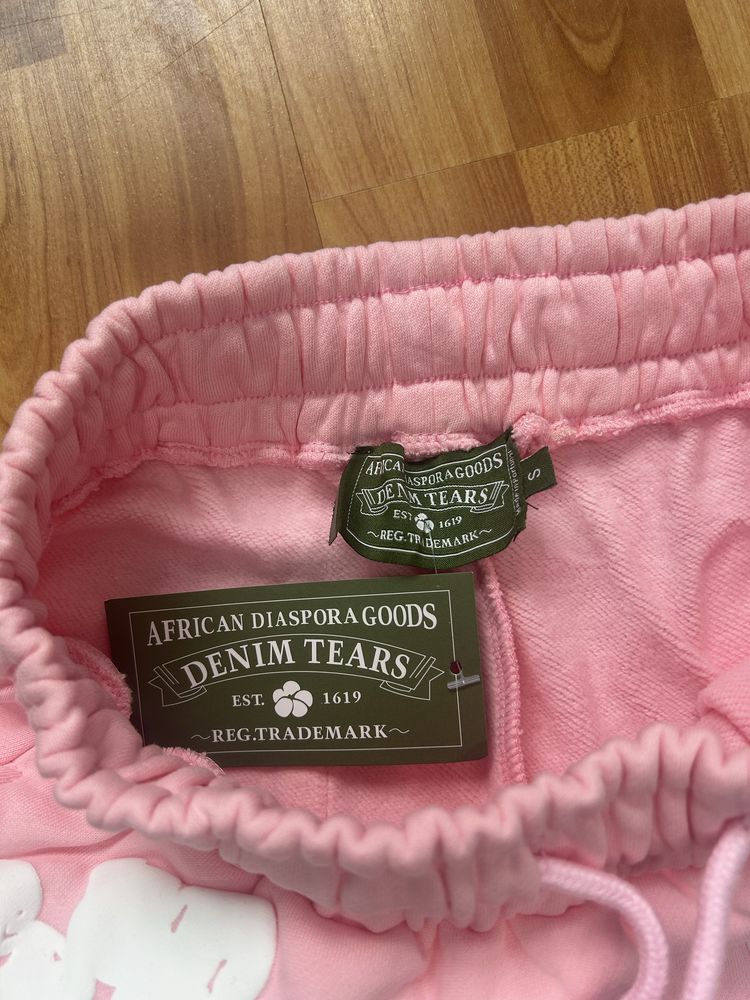 AFRICAN DIASPORA GOODS
DENIM TEARS
EST 1619
~REG.TRADEMARK~
S
AFRICAN DIASPORA GOODS
DENIM TEARS
EST. 1619
~REG.TRADEMARK~